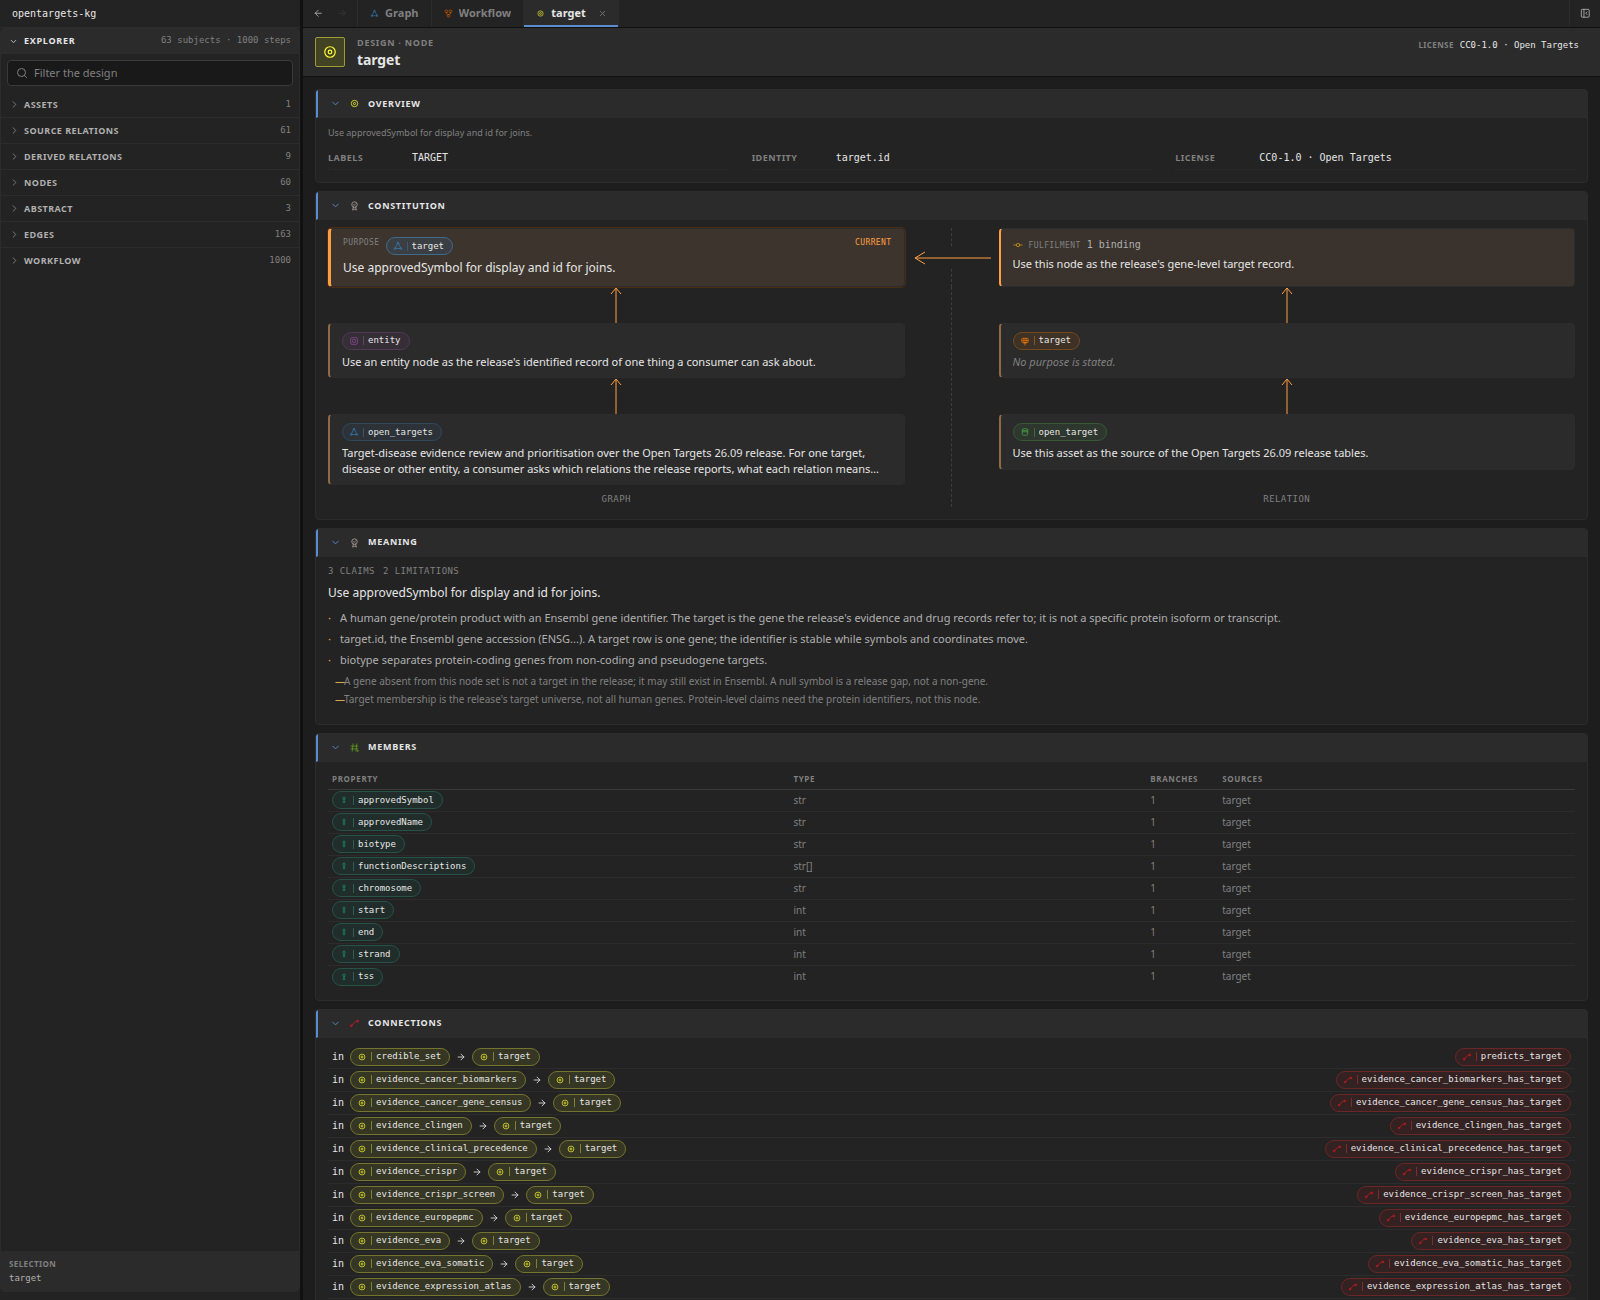 opentargets-kg
Graph
Workflow
target
EXPLORER
63 subjects · 1000 steps
Filter the design
ASSETS 1
SOURCE RELATIONS 61
DERIVED RELATIONS 9
NODES 60
ABSTRACT 3
EDGES 163
WORKFLOW 1000
SELECTION
target
DESIGN · NODE
target
LICENSE CC0-1.0 · Open Targets
OVERVIEW
Use approvedSymbol for display and id for joins.
LABELS TARGET IDENTITY target.id LICENSE CC0-1.0 · Open Targets
CONSTITUTION
PURPOSE target CURRENT
Use approvedSymbol for display and id for joins.
FULFILMENT 1 binding
Use this node as the release's gene-level target record.
entity
Use an entity node as the release's identified record of one thing a consumer can ask about.
target
No purpose is stated.
open_targets
Target-disease evidence review and prioritisation over the Open Targets 26.09 release. For one target,
disease or other entity, a consumer asks which relations the release reports, what each relation means...
open_target
Use this asset as the source of the Open Targets 26.09 release tables.
GRAPH
RELATION
MEANING
3 CLAIMS 2 LIMITATIONS
Use approvedSymbol for display and id for joins.
· A human gene/protein product with an Ensembl gene identifier. The target is the gene the release's evidence and drug records refer to; it is not a specific protein isoform or transcript.
· target.id, the Ensembl gene accession (ENSG...). A target row is one gene; the identifier is stable while symbols and coordinates move.
· biotype separates protein-coding genes from non-coding and pseudogene targets.
—A gene absent from this node set is not a target in the release; it may still exist in Ensembl. A null symbol is a release gap, not a non-gene.
—Target membership is the release's target universe, not all human genes. Protein-level claims need the protein identifiers, not this node.
MEMBERS
PROPERTY TYPE BRANCHES SOURCES
approvedSymbol str 1 target
approvedName str 1 target
biotype str 1 target
functionDescriptions str[] 1 target
chromosome str 1 target
start int 1 target
end int 1 target
strand int 1 target
tss int 1 target
CONNECTIONS
in credible_set → target predicts_target
in evidence_cancer_biomarkers → target evidence_cancer_biomarkers_has_target
in evidence_cancer_gene_census → target evidence_cancer_gene_census_has_target
in evidence_clingen → target evidence_clingen_has_target
in evidence_clinical_precedence → target evidence_clinical_precedence_has_target
in evidence_crispr → target evidence_crispr_has_target
in evidence_crispr_screen → target evidence_crispr_screen_has_target
in evidence_europepmc → target evidence_europepmc_has_target
in evidence_eva → target evidence_eva_has_target
in evidence_eva_somatic → target evidence_eva_somatic_has_target
in evidence_expression_atlas → target evidence_expression_atlas_has_target